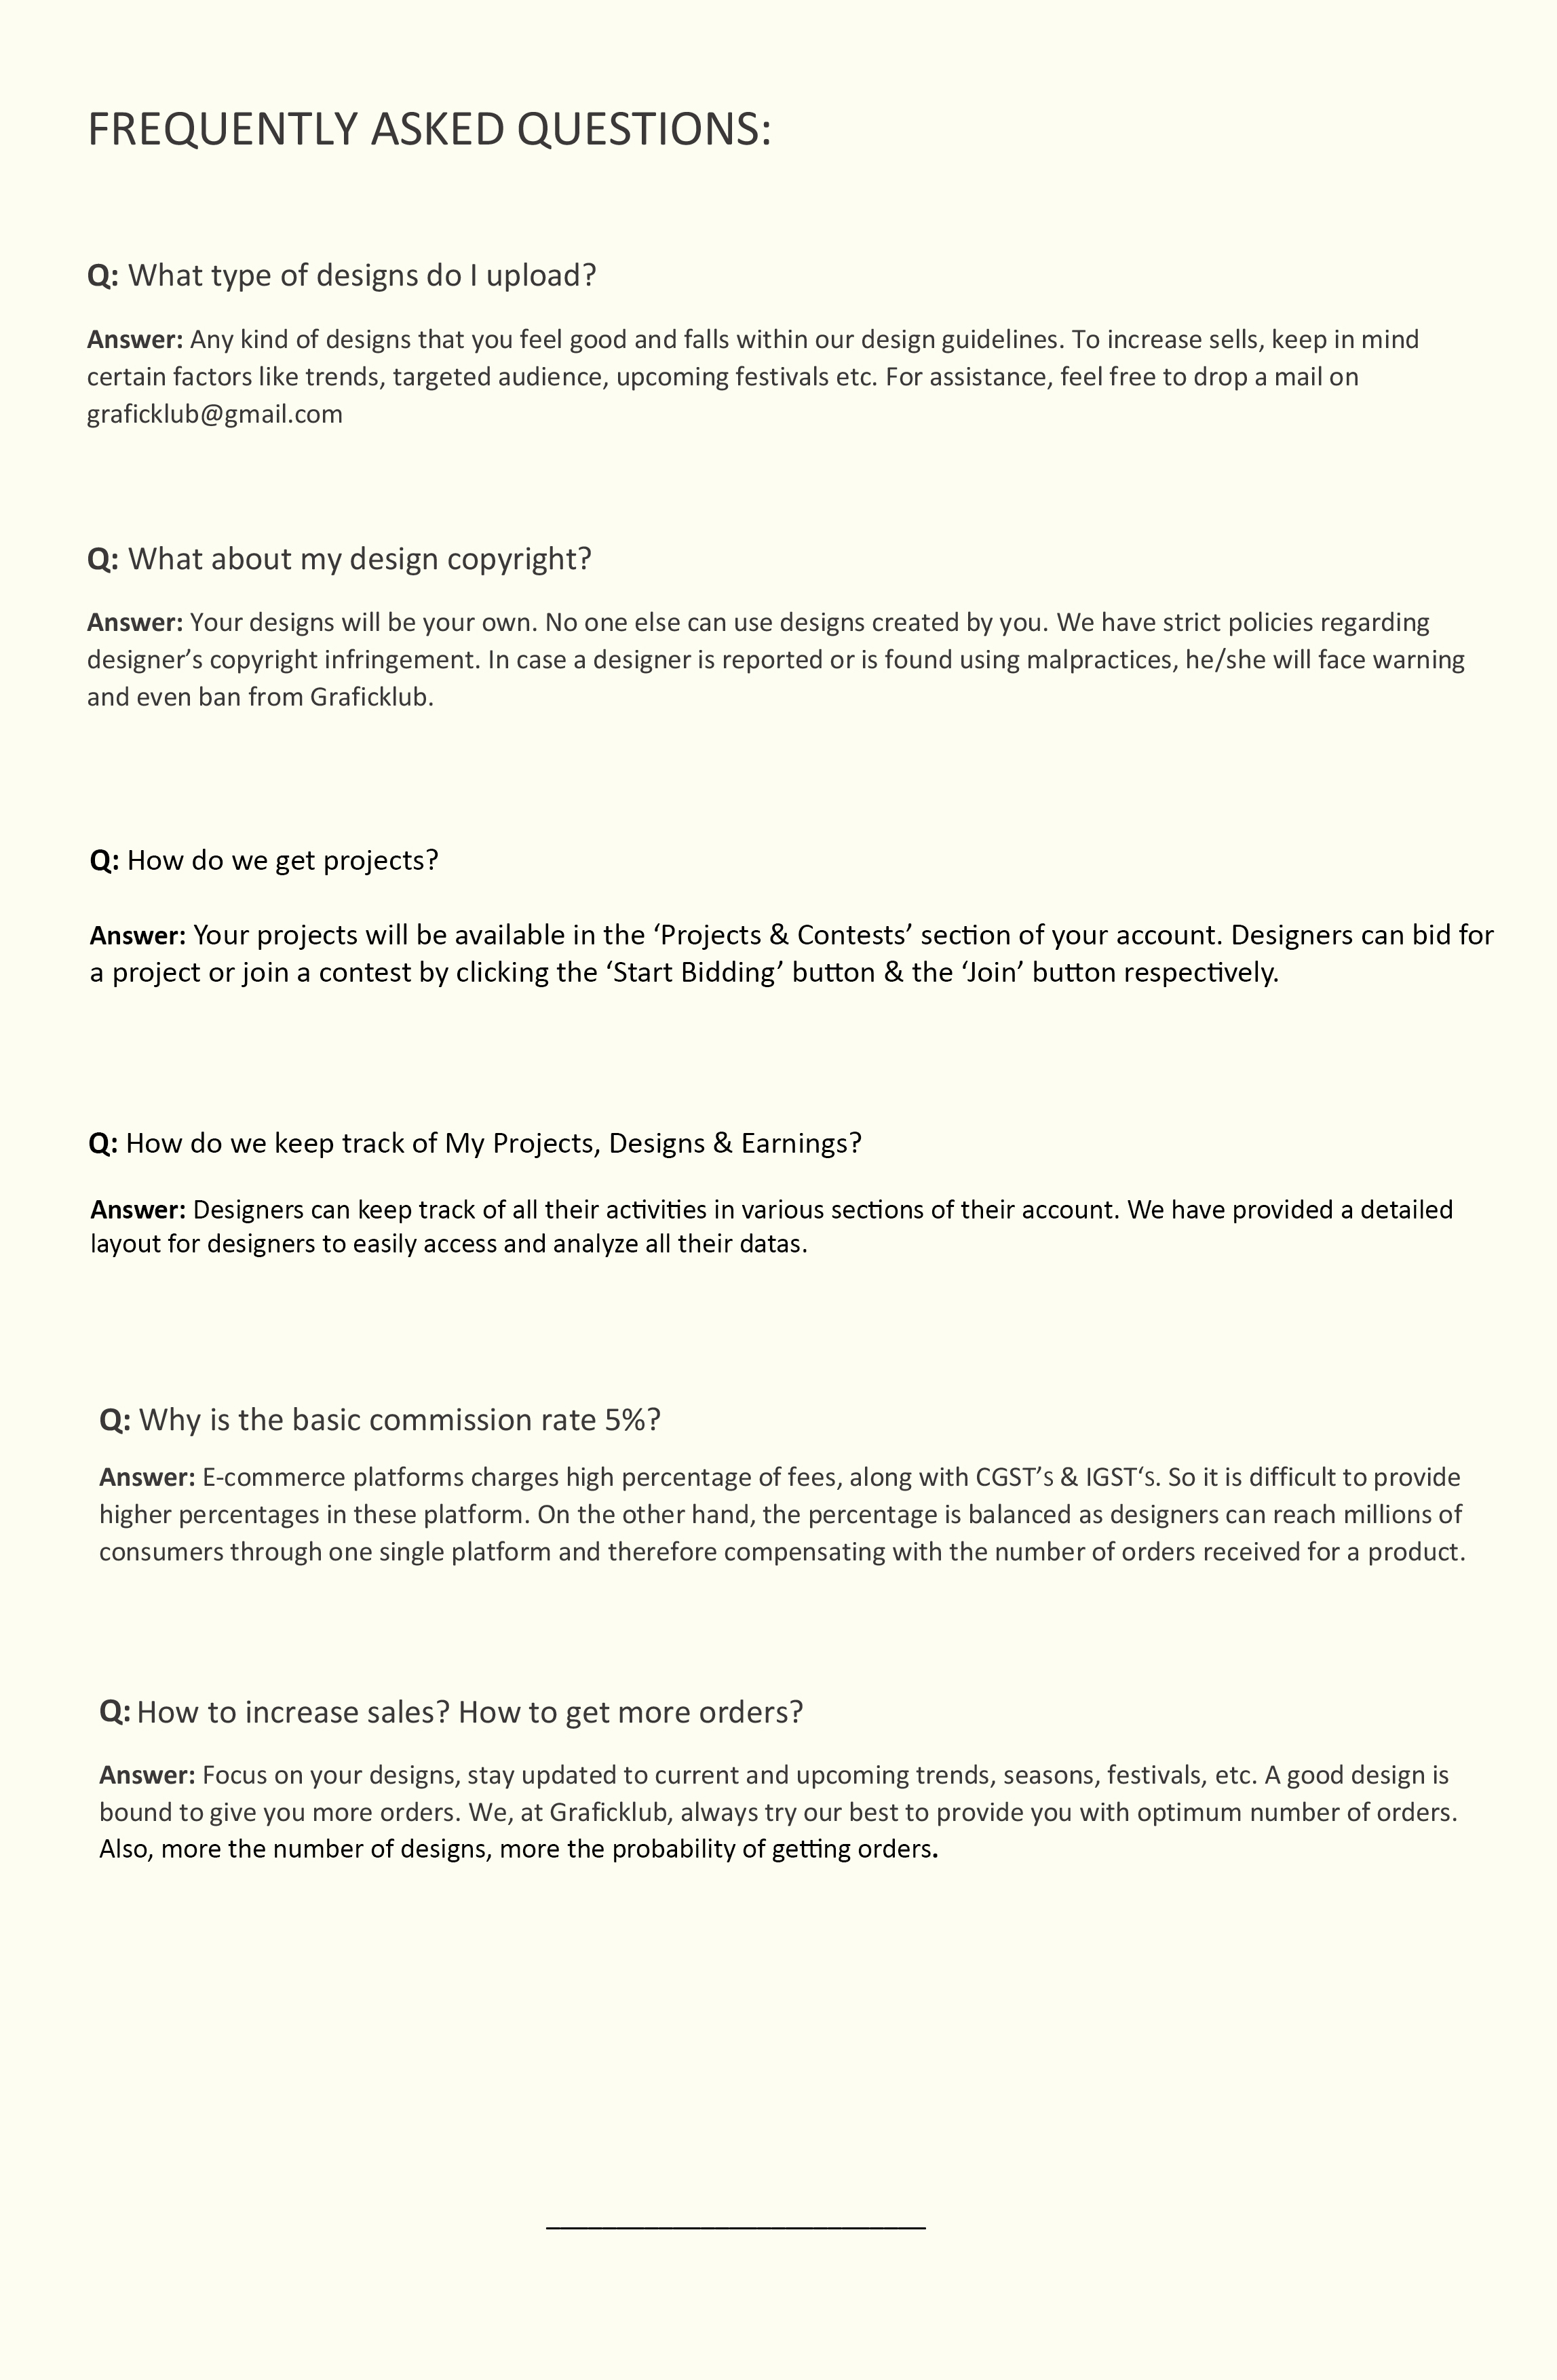 FREQUENTLY ASKED QUESTIONS:
Q: What type of designs do I upload?
Answer: Any kind of designs that you feel good and falls within our design guidelines. To increase sells, keep in mind
certain factors like trends, targeted audience, upcoming festivals etc. For assistance, feel free to drop a mail on
graficklub@gmail.com
Q: What about my design copyright?
Answer: Your designs will be your own. No one else can use designs created by you. We have strict policies regarding
designer’s copyright infringement. In case a designer is reported or is found using malpractices, he/she will face warning
and even ban from Graficklub.
Q: How do we get projects?
Answer: Your projects will be available in the ‘Projects & Contests’ section of your account. Designers can bid for
a project or join a contest by clicking the ‘Start Bidding’ button & the ‘Join’ button respectively.
Q: How do we keep track of My Projects, Designs & Earnings?
Answer: Designers can keep track of all their activities in various sections of their account. We have provided a detailed
layout for designers to easily access and analyze all their datas.
Q: Why is the basic commission rate 5%?
Answer: E-commerce platforms charges high percentage of fees, along with CGST’s & IGST‘s. So it is difficult to provide
higher percentages in these platform. On the other hand, the percentage is balanced as designers can reach millions of
consumers through one single platform and therefore compensating with the number of orders received for a product.
Q: How to increase sales? How to get more orders?
Answer: Focus on your designs, stay updated to current and upcoming trends, seasons, festivals, etc. A good design is
bound to give you more orders. We, at Graficklub, always try our best to provide you with optimum number of orders.
Also, more the number of designs, more the probability of getting orders.